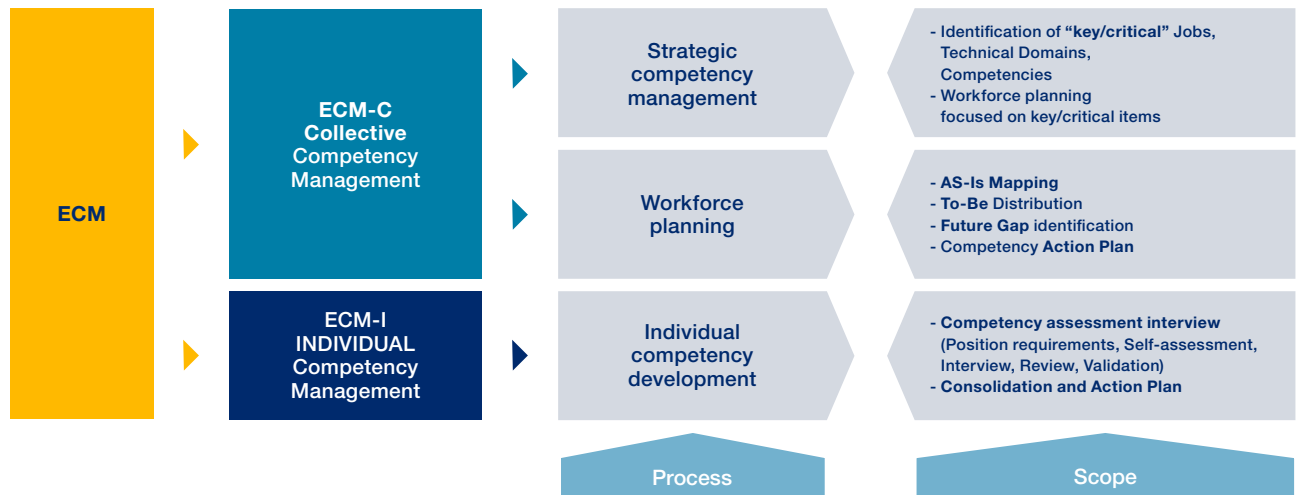 ECM
ECM-C
Collective
Competency
Management
Strategic
competency
management
- Identification of “key/critical” Jobs,
Technical Domains,
Competencies
- Workforce planning
focused on key/critical items
Workforce
planning
- AS-Is Mapping
- To-Be Distribution
- Future Gap identification
- Competency Action Plan
ECM-I
INDIVIDUAL
Competency
Management
Individual
competency
development
- Competency assessment interview
(Position requirements, Self-assessment,
Interview, Review, Validation)
- Consolidation and Action Plan
Process
Scope